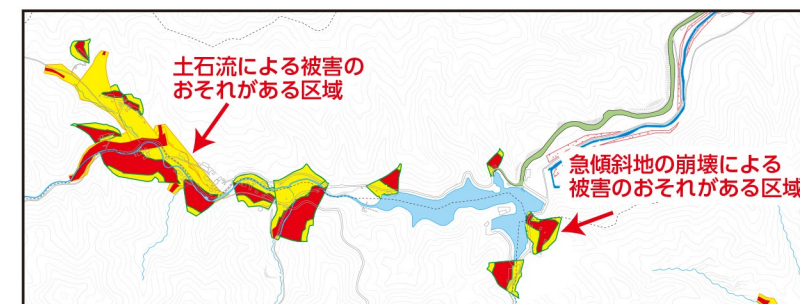 土石流による被害の
おそれがある区域
急傾斜地の崩壊による
被害のおそれがある区域